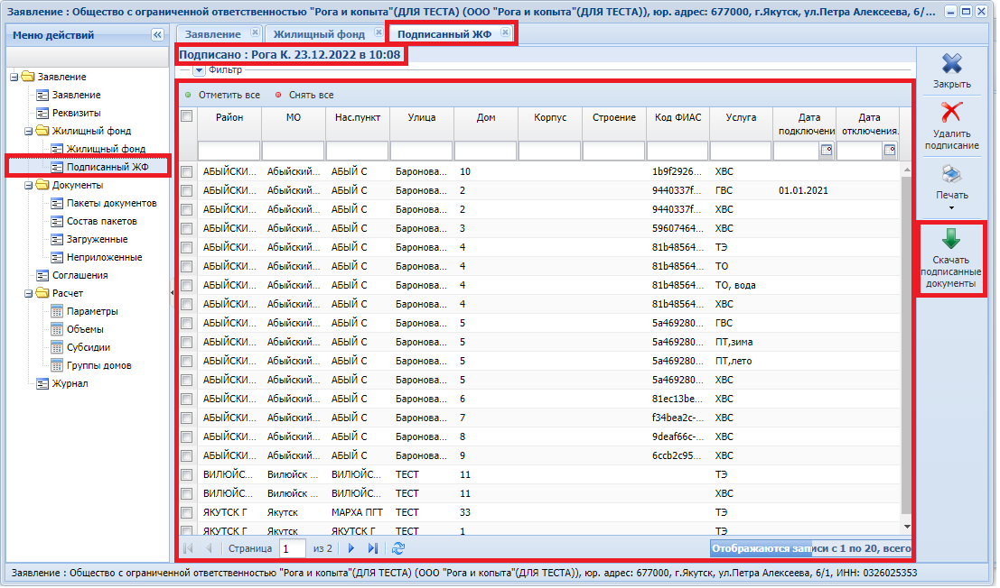 Заявление : Общество с ограниченной ответственностью "Рога и копыта"(ДЛЯ ТЕСТА) (ООО "Рога и копыта"(ДЛЯ ТЕСТА)), юр. адрес: 677000, г.Якутск, ул.Петра Алексеева, 6/...
Меню действий
Заявление
Заявление
Реквизиты
Жилищный фонд
Жилищный фонд
Подписанный ЖФ
Документы
Пакеты документов
Состав пакетов
Загруженные
Неприложенные
Соглашения
Расчет
Параметры
Объемы
Субсидии
Группы домов
Журнал
Заявление Жилищный фонд Подписанный ЖФ
Подписано : Рога К. 23.12.2022 в 10:08
Фильтр
Отметить все Снять все
Район МО Нас.пункт Улица Дом Корпус Строение Код ФИАС Услуга Дата подключени Дата отключения.
АБЫЙСКИ... Абыйский... АБЫЙ С Баронова... 10 1b9f2926... ХВС
АБЫЙСКИ... Абыйский... АБЫЙ С Баронова... 2 9440337f... ГВС 01.01.2021
АБЫЙСКИ... Абыйский... АБЫЙ С Баронова... 2 9440337f... ХВС
АБЫЙСКИ... Абыйский... АБЫЙ С Баронова... 3 59607464... ХВС
АБЫЙСКИ... Абыйский... АБЫЙ С Баронова... 4 81b48564... ТЭ
АБЫЙСКИ... Абыйский... АБЫЙ С Баронова... 4 81b48564... ТО
АБЫЙСКИ... Абыйский... АБЫЙ С Баронова... 4 81b48564... ТО, вода
АБЫЙСКИ... Абыйский... АБЫЙ С Баронова... 4 81b48564... ХВС
АБЫЙСКИ... Абыйский... АБЫЙ С Баронова... 5 5a469280... ГВС
АБЫЙСКИ... Абыйский... АБЫЙ С Баронова... 5 5a469280... ПТ,зима
АБЫЙСКИ... Абыйский... АБЫЙ С Баронова... 5 5a469280... ПТ,лето
АБЫЙСКИ... Абыйский... АБЫЙ С Баронова... 5 5a469280... ХВС
АБЫЙСКИ... Абыйский... АБЫЙ С Баронова... 6 81ec13be... ХВС
АБЫЙСКИ... Абыйский... АБЫЙ С Баронова... 7 f34bea2c-... ХВС
АБЫЙСКИ... Абыйский... АБЫЙ С Баронова... 8 9deaf66c-... ХВС
АБЫЙСКИ... Абыйский... АБЫЙ С Баронова... 9 6ccb2c95... ХВС
ВИЛЮЙС... Вилюйск ... ВИЛЮЙС... ТЕСТ 11 ТЭ
ВИЛЮЙС... Вилюйск ... ВИЛЮЙС... ТЕСТ 11 ХВС
ЯКУТСК Г Якутск МАРХА ПГТ ТЕСТ 33 ТЭ
ЯКУТСК Г Якутск ЯКУТСК Г ТЕСТ 1 ТЭ
Страница 1 из 2 Отображаются записи с 1 по 20, всего
Закрыть
Удалить
подписание
Печать
Скачать
подписанные
документы
Заявление : Общество с ограниченной ответственностью "Рога и копыта"(ДЛЯ ТЕСТА) (ООО "Рога и копыта"(ДЛЯ ТЕСТА)), юр. адрес: 677000, г.Якутск, ул.Петра Алексеева, 6/1, ИНН: 0326025353